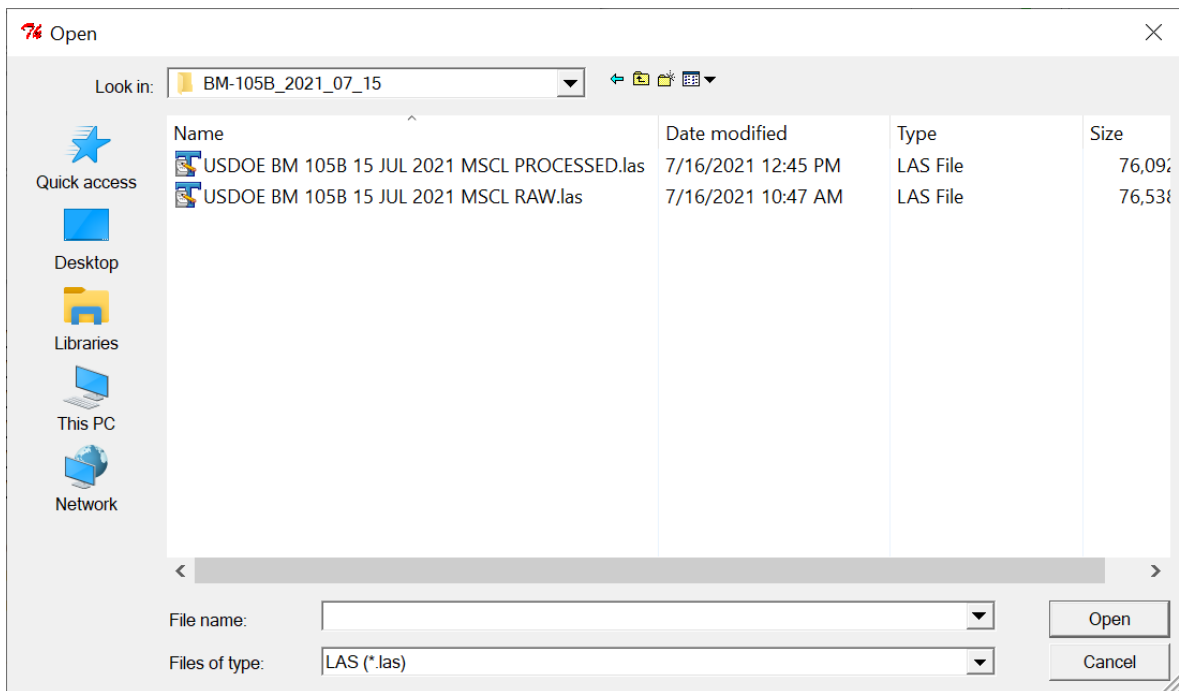 Open
Look in: BM-105B_2021_07_15
Name Date modified Type Size
USDOE BM 105B 15 JUL 2021 MSCL PROCESSED.las 7/16/2021 12:45 PM LAS File 76,092
USDOE BM 105B 15 JUL 2021 MSCL RAW.las 7/16/2021 10:47 AM LAS File 76,538
Quick access
Desktop
Libraries
This PC
Network
File name: Open
Files of type: LAS (*.las) Cancel